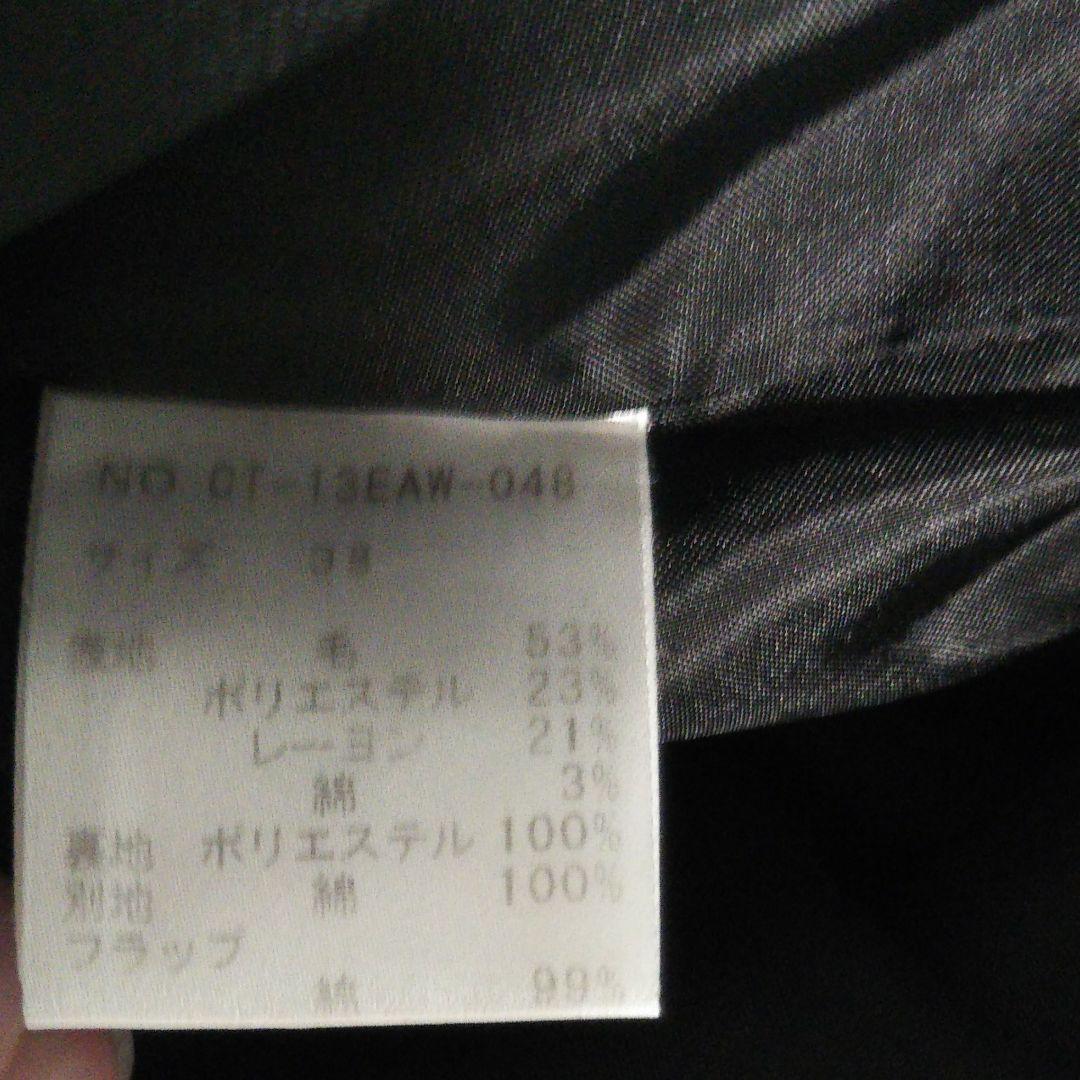 NO CT-13EAW-048
サイズ 38
表地 毛 53%
ポリエステル 23%
レーヨン 21%
綿 3%
裏地 ポリエステル 100%
別地 綿 100%
フラップ
綿 99%